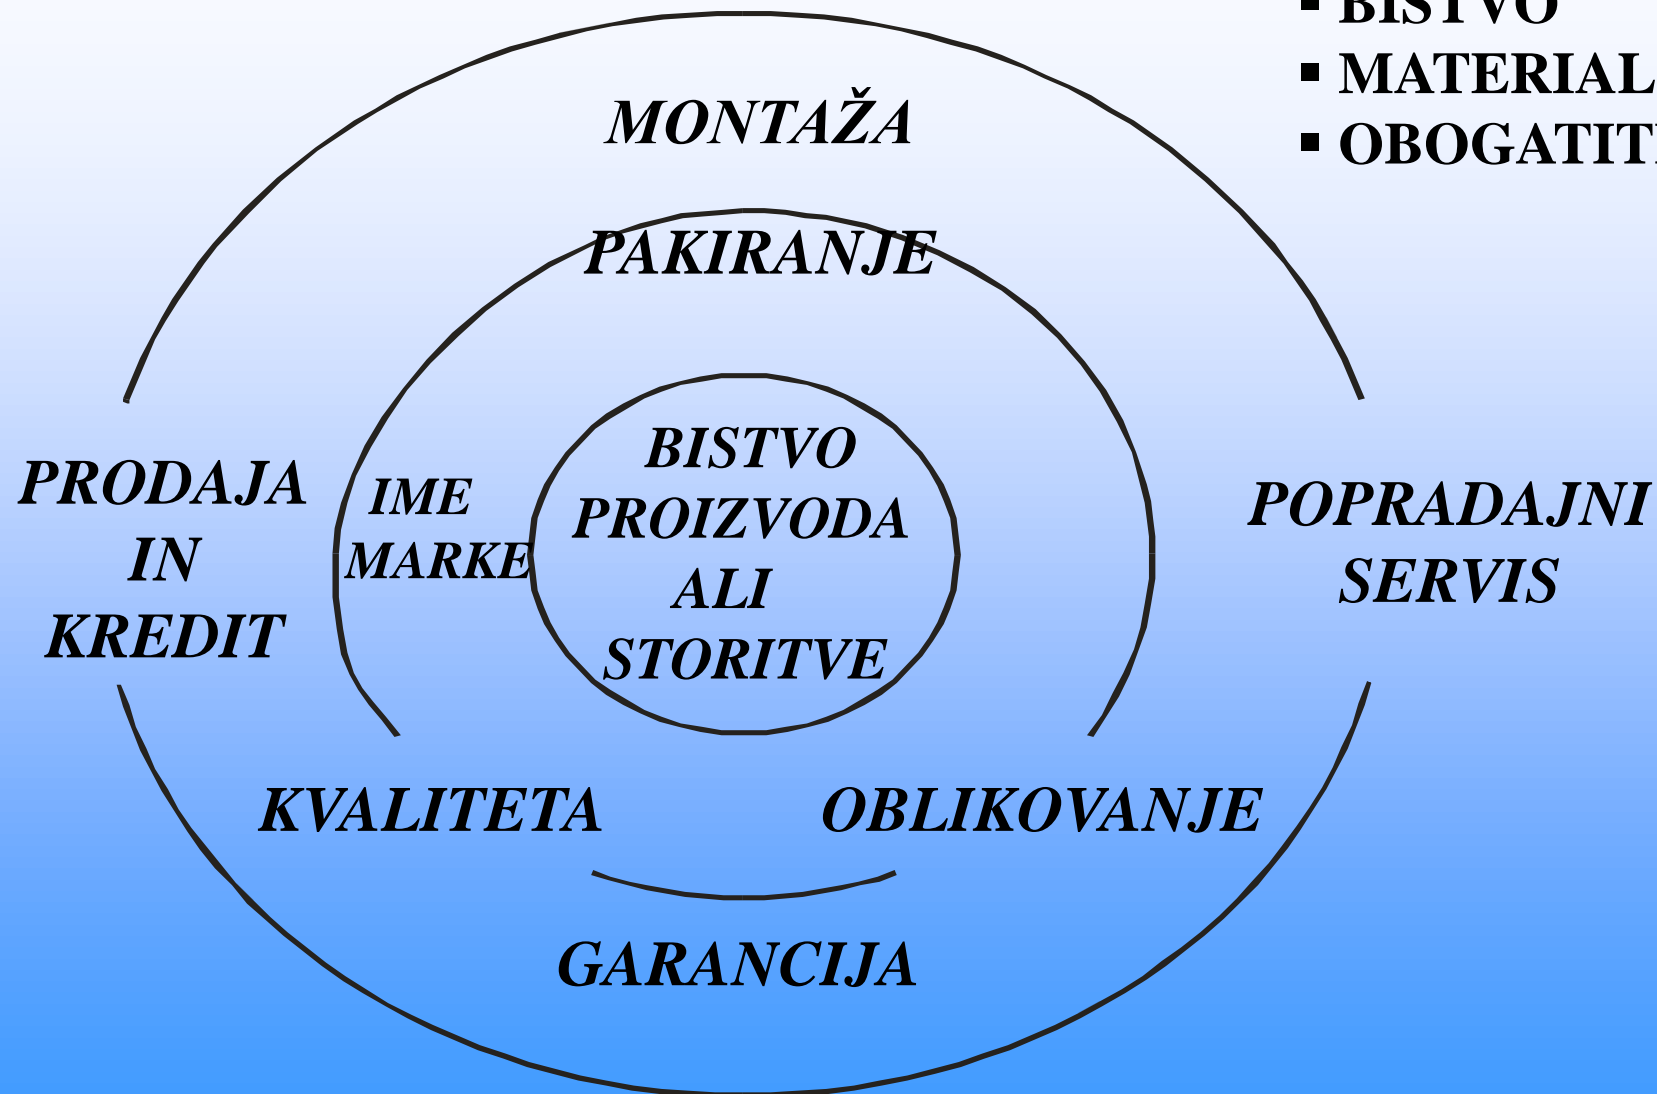 ▪ BISTVO
▪ MATERIAL
MONTAŽA
PAKIRANJE
PRODAJA
IN
KREDIT
IME
MARKE
BISTVO
PROIZVODA
ALI
STORITVE
POPRADAJNI
SERVIS
KVALITETA
OBLIKOVANJE
GARANCIJA